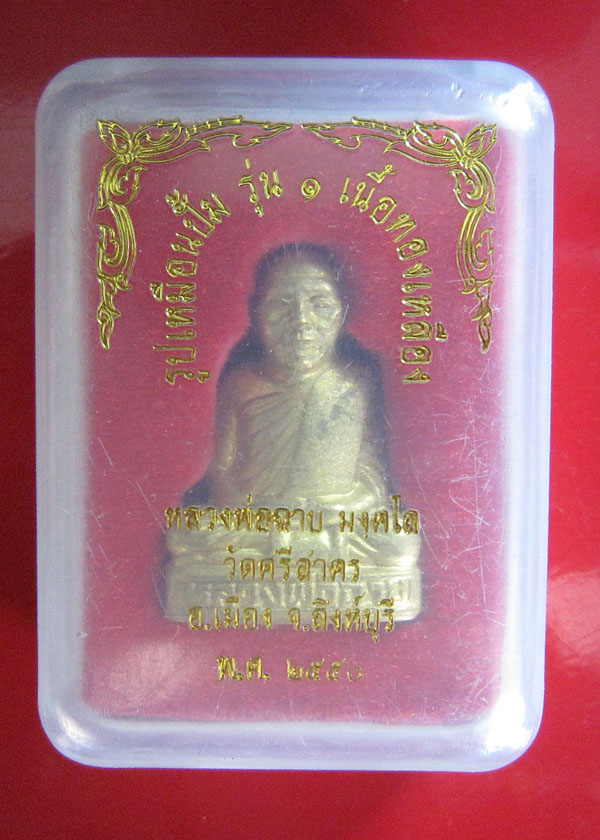 รูปเหมือนปั๊ม รุ่น ๑ เนื้อทองเหลือง
หลวงพ่อฉาบ มงฺคโล
วัดศรีสาคร
อ.เมือง จ.สิงห์บุรี
พ.ศ. ๒๕๕๐